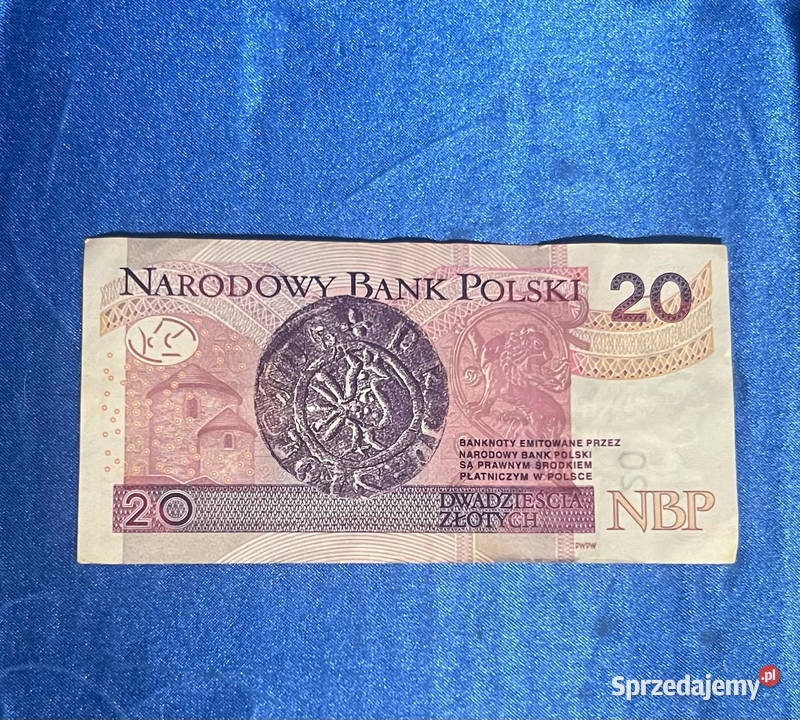 NARODOWY BANK POLSKI 20
BANKNOTY EMITOWANE PRZEZ
NARODOWY BANK POLSKI
SĄ PRAWNYM ŚRODKIEM
PŁATNICZYM W POLSCE
20
DWADZIEŚCIA
ZŁOTYCH
NBP
PWPW
Sprzedajemy.pl